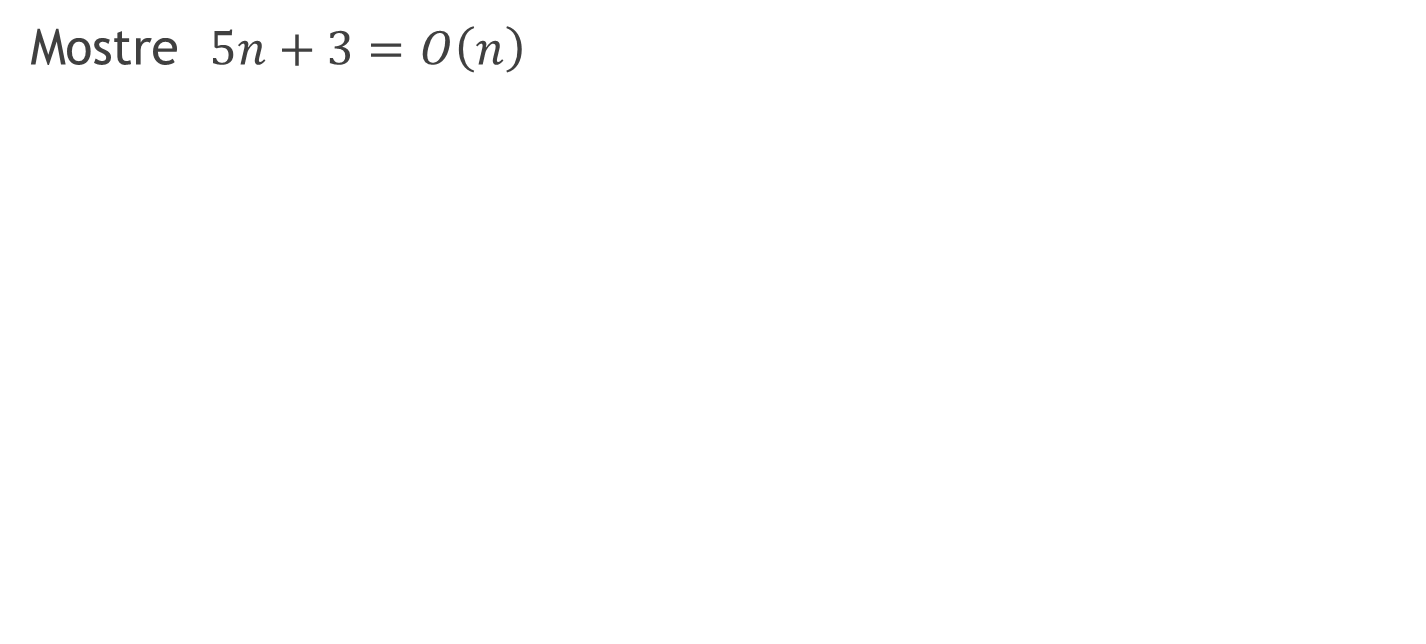 Mostre 5n + 3 = O(n)